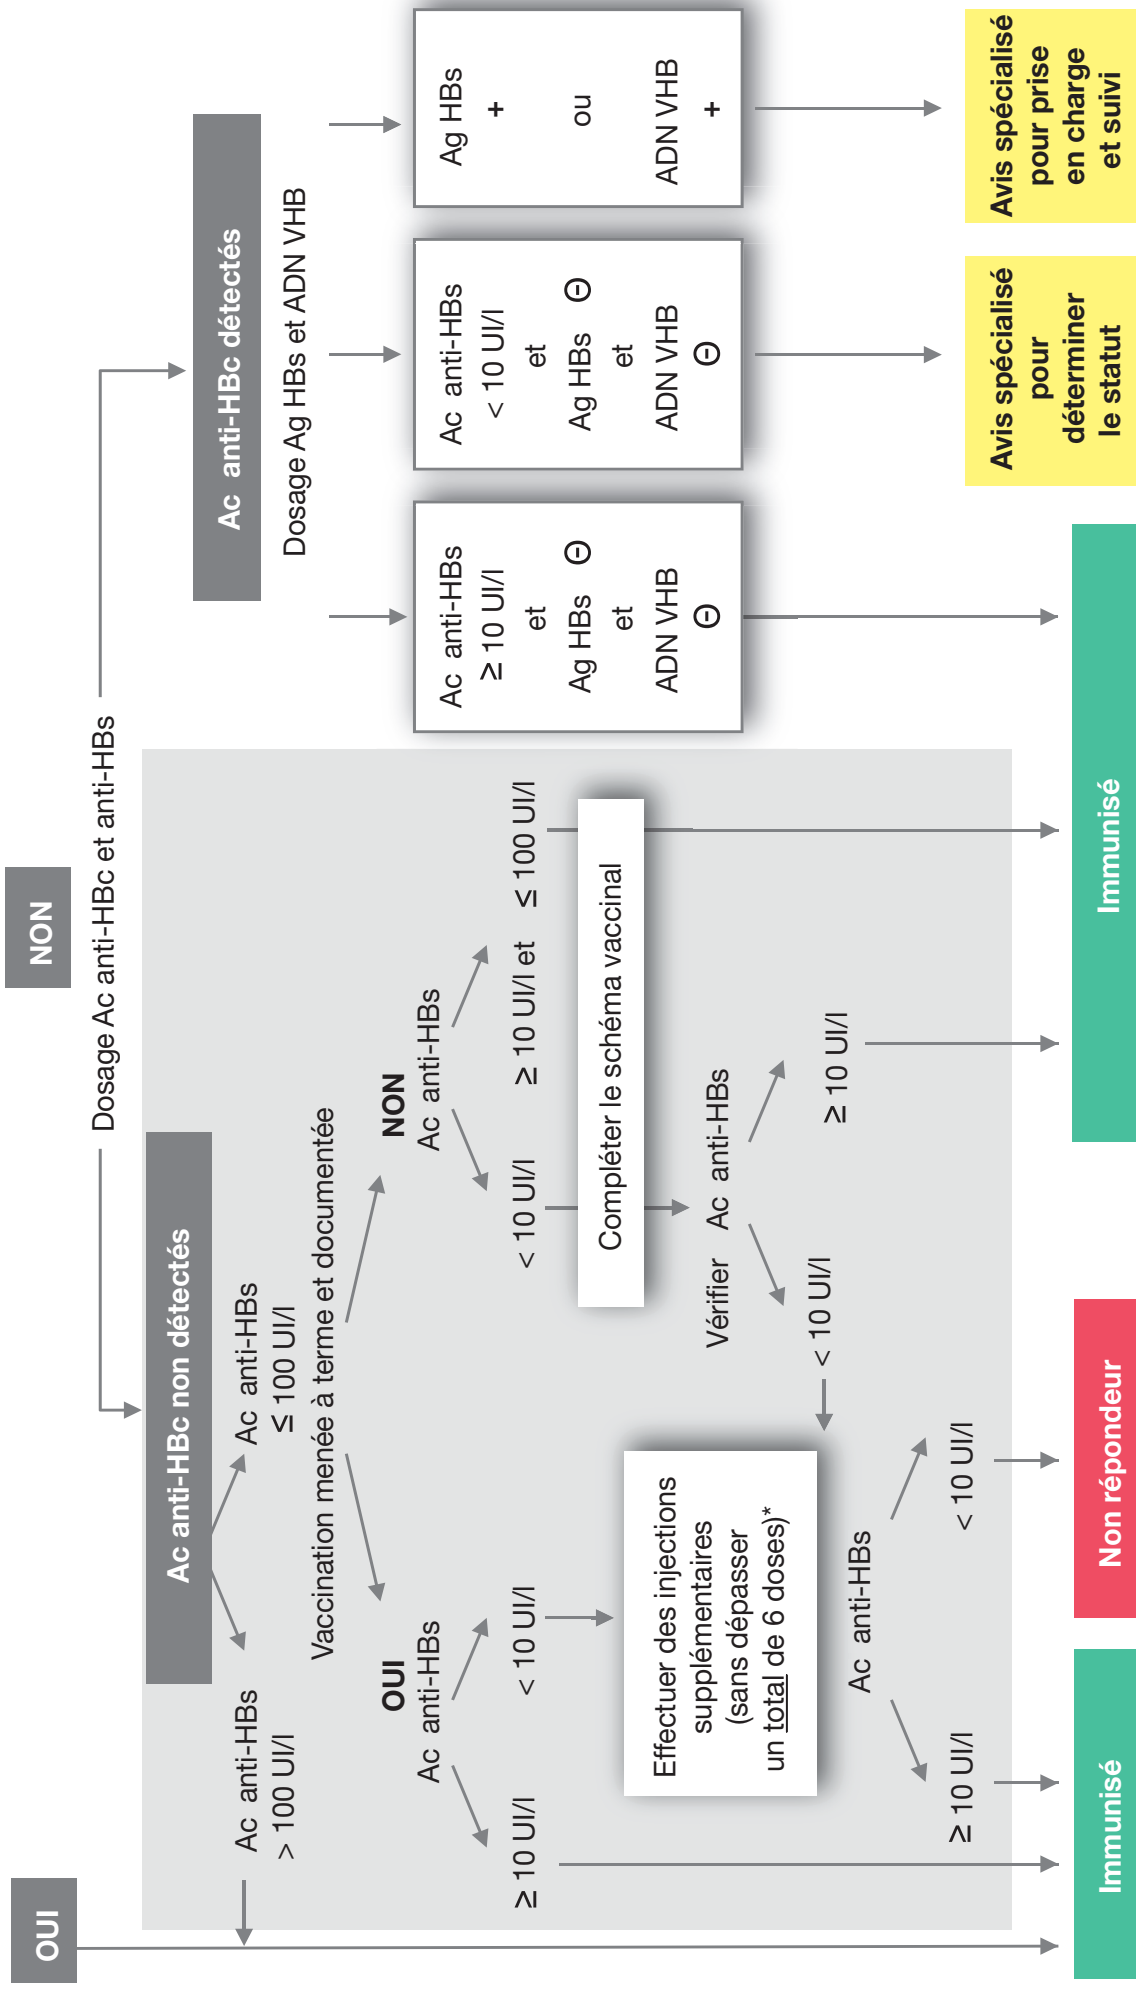 OUI
NON
Dosage Ac anti-HBc et anti-HBs
Ac anti-HBc non détectés
Ac anti-HBc détectés
Dosage Ag HBs et ADN VHB
Ac anti-HBs
> 100 UI/l
Ac anti-HBs
≤ 100 UI/l
Vaccination menée à terme et documentée
OUI
Ac anti-HBs
NON
Ac anti-HBs
≥ 10 UI/l
< 10 UI/l
< 10 UI/l
≥ 10 UI/l et ≤ 100 UI/l
Compléter le schéma vaccinal
Effectuer des injections
supplémentaires
(sans dépasser
un total de 6 doses)*
Vérifier Ac anti-HBs
< 10 UI/l
≥ 10 UI/l
Ac anti-HBs
≥ 10 UI/l
< 10 UI/l
Ac anti-HBs
≥ 10 UI/l
et
Ag HBs ⊖
et
ADN VHB
⊖
Ac anti-HBs
< 10 UI/l
et
Ag HBs ⊖
et
ADN VHB
⊖
Ag HBs
+
ou
ADN VHB
+
Immunisé
Non répondeur
Immunisé
Avis spécialisé
pour
déterminer
le statut
Avis spécialisé
pour prise
en charge
et suivi